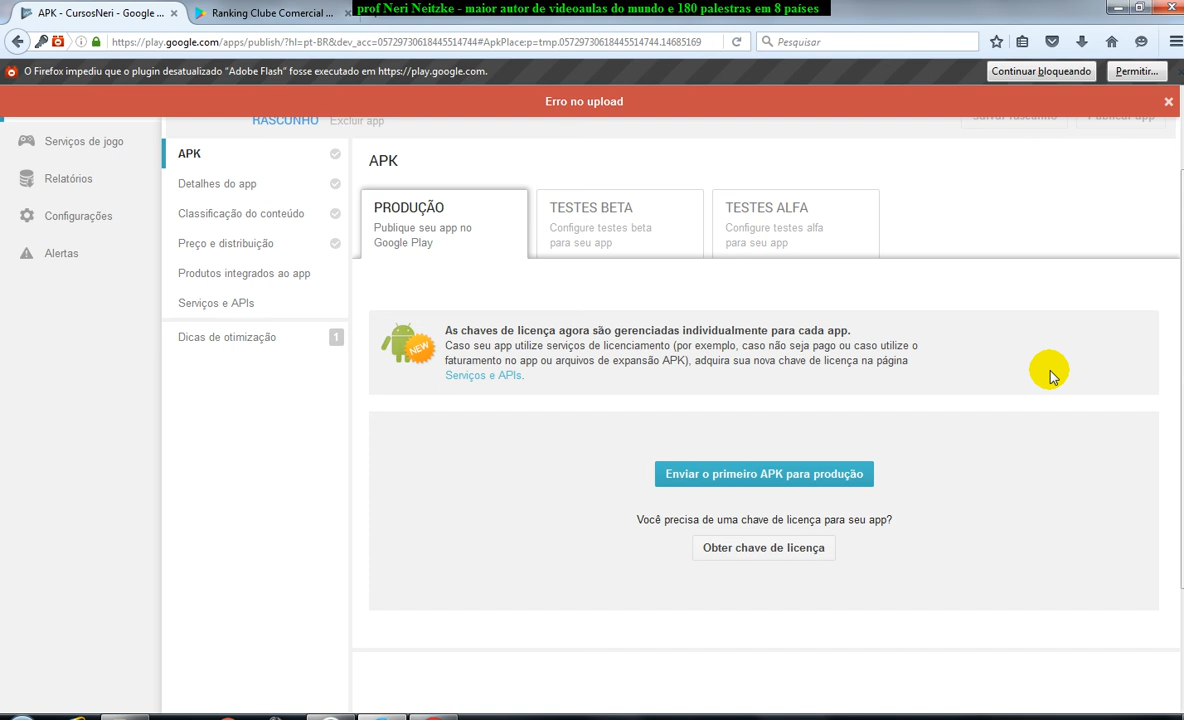 prof Neri Neitzke - maior autor de videoaulas do mundo e 180 palestras em 8 países
APK - CursosNeri - Google ...
Ranking Clube Comercial ...
https://play.google.com/apps/publish/?hl=pt-BR&dev_acc=05729730618445514744#ApkPlace:p=tmp.05729730618445514744.14685169
Pesquisar
O Firefox impediu que o plugin desatualizado "Adobe Flash" fosse executado em https://play.google.com.
Continuar bloqueando
Permitir...
Erro no upload
RASCUNHO
Excluir app
Salvar rascunho
Publicar app
Serviços de jogo
Relatórios
Configurações
Alertas
APK
Detalhes do app
Classificação do conteúdo
Preço e distribuição
Produtos integrados ao app
Serviços e APIs
Dicas de otimização
1
APK
PRODUÇÃO
Publique seu app no
Google Play
TESTES BETA
Configure testes beta
para seu app
TESTES ALFA
Configure testes alfa
para seu app
NEW
As chaves de licença agora são gerenciadas individualmente para cada app.
Caso seu app utilize serviços de licenciamento (por exemplo, caso não seja pago ou caso utilize o
faturamento no app ou arquivos de expansão APK), adquira sua nova chave de licença na página
Serviços e APIs.
Enviar o primeiro APK para produção
Você precisa de uma chave de licença para seu app?
Obter chave de licença